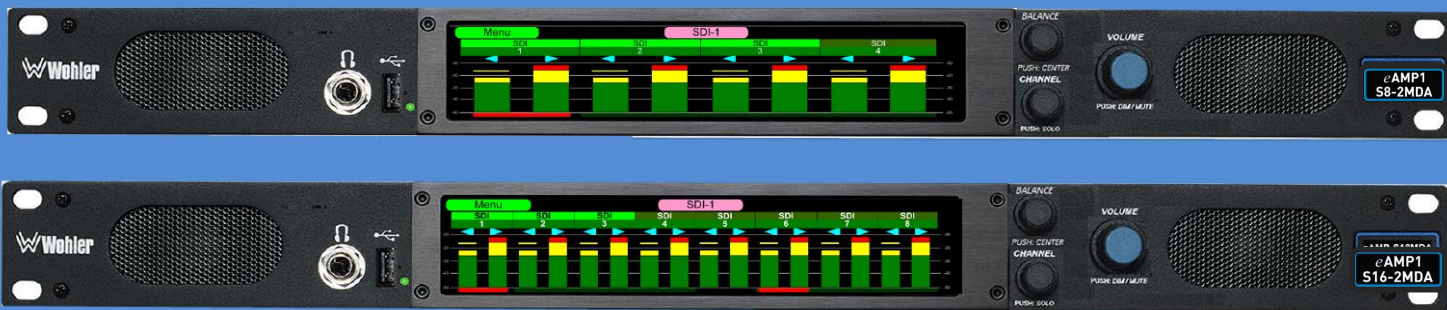 BALANCE
Menu
SDI-1
VOLUME
SDI SDI SDI SDI
1 2 3 4
Wohler
PUSH: CENTER
CHANNEL
eAMP1
S8-2MDA
PUSH: DIM / MUTE
PUSH: SOLO
BALANCE
Menu
SDI-1
VOLUME
SDI SDI SDI SDI SDI SDI SDI SDI
1 2 3 4 5 6 7 8
Wohler
PUSH: CENTER
CHANNEL
eAMP1
S16-2MDA
PUSH: DIM / MUTE
PUSH: SOLO